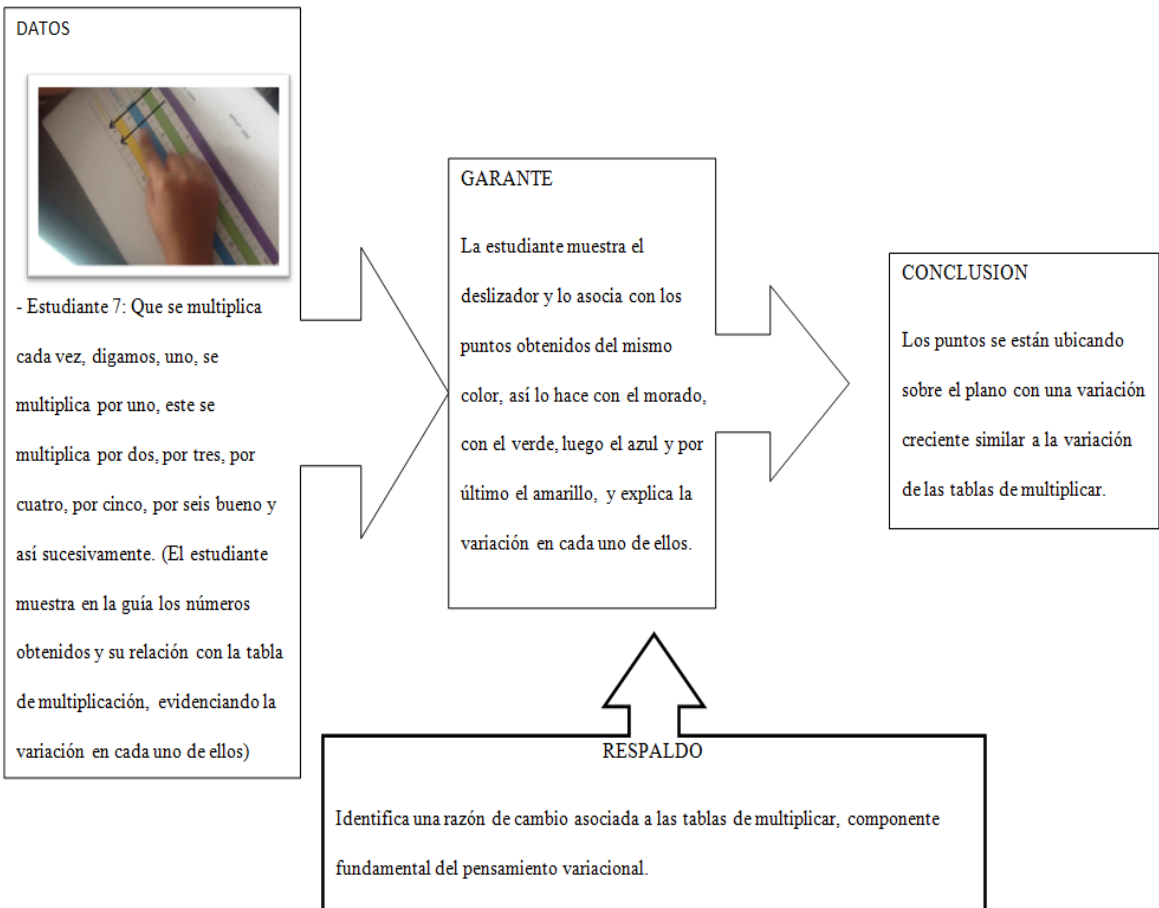 DATOS
- Estudiante 7: Que se multiplica
cada vez, digamos, uno, se
multiplica por uno, este se
multiplica por dos, por tres, por
cuatro, por cinco, por seis bueno y
así sucesivamente. (El estudiante
muestra en la guía los números
obtenidos y su relación con la tabla
de multiplicación, evidenciando la
variación en cada uno de ellos)
GARANTE
La estudiante muestra el
deslizador y lo asocia con los
puntos obtenidos del mismo
color, así lo hace con el morado,
con el verde, luego el azul y por
último el amarillo, y explica la
variación en cada uno de ellos.
CONCLUSION
Los puntos se están ubicando
sobre el plano con una variación
creciente similar a la variación
de las tablas de multiplicar.
RESPALDO
Identifica una razón de cambio asociada a las tablas de multiplicar, componente
fundamental del pensamiento variacional.